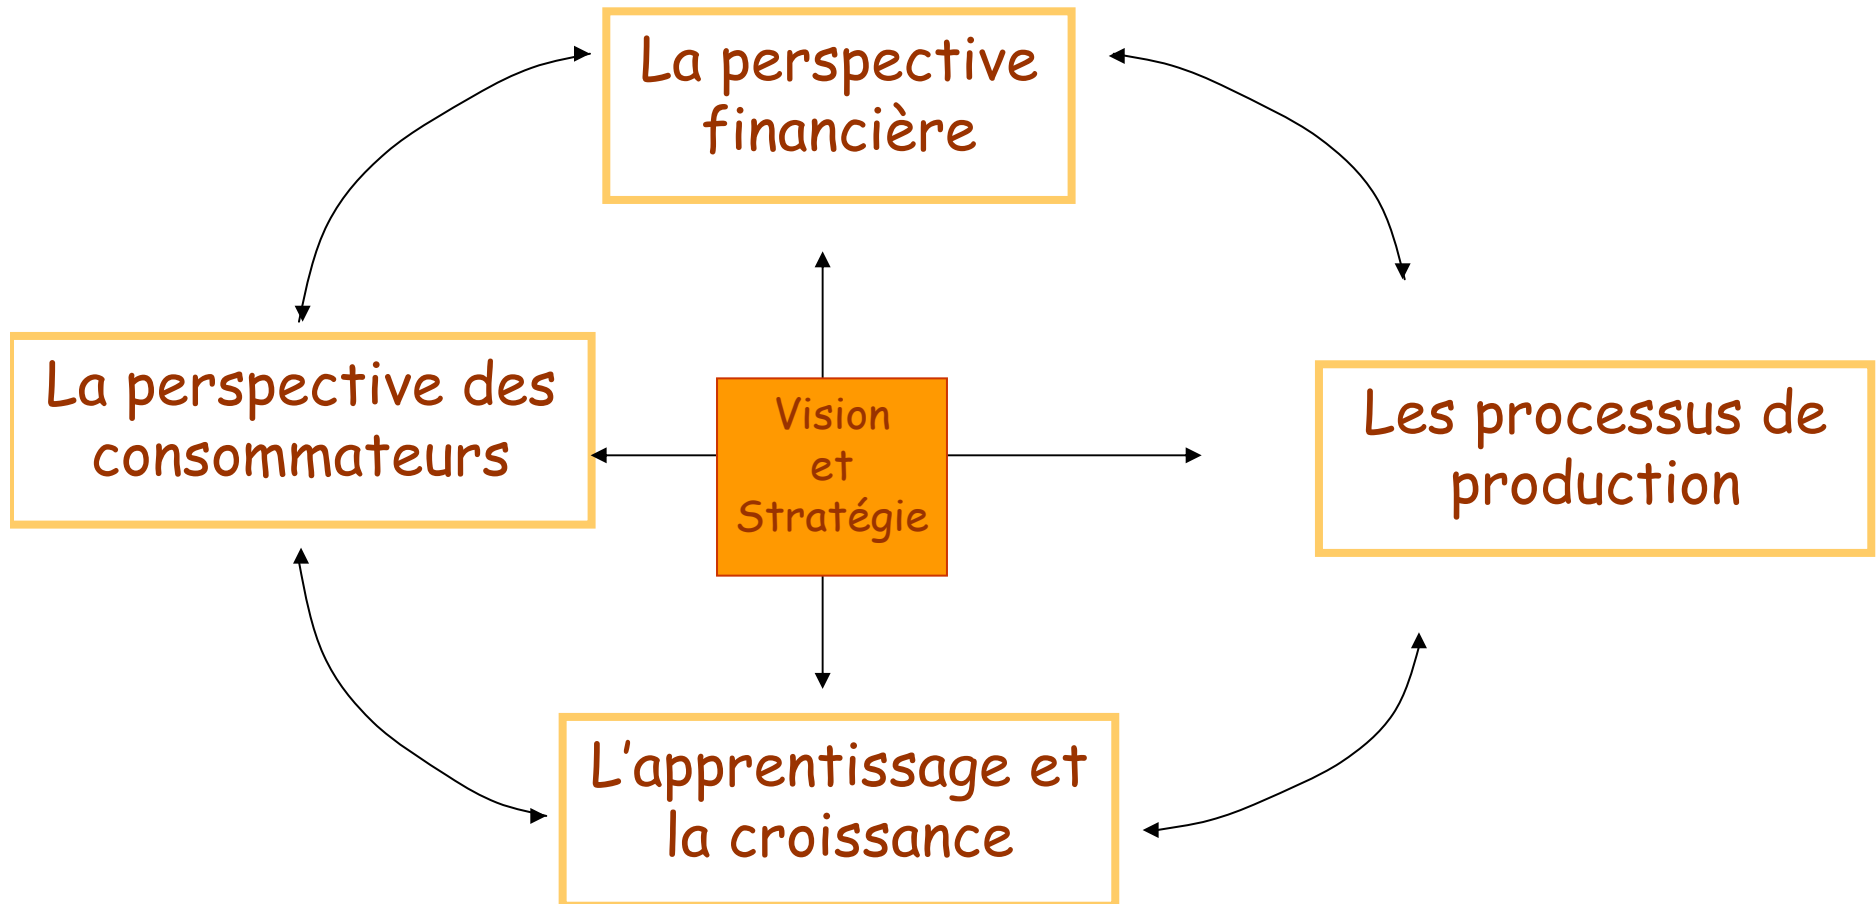 La perspective
financière
La perspective des
consommateurs
Vision
et
Stratégie
Les processus de
production
L’apprentissage et
la croissance